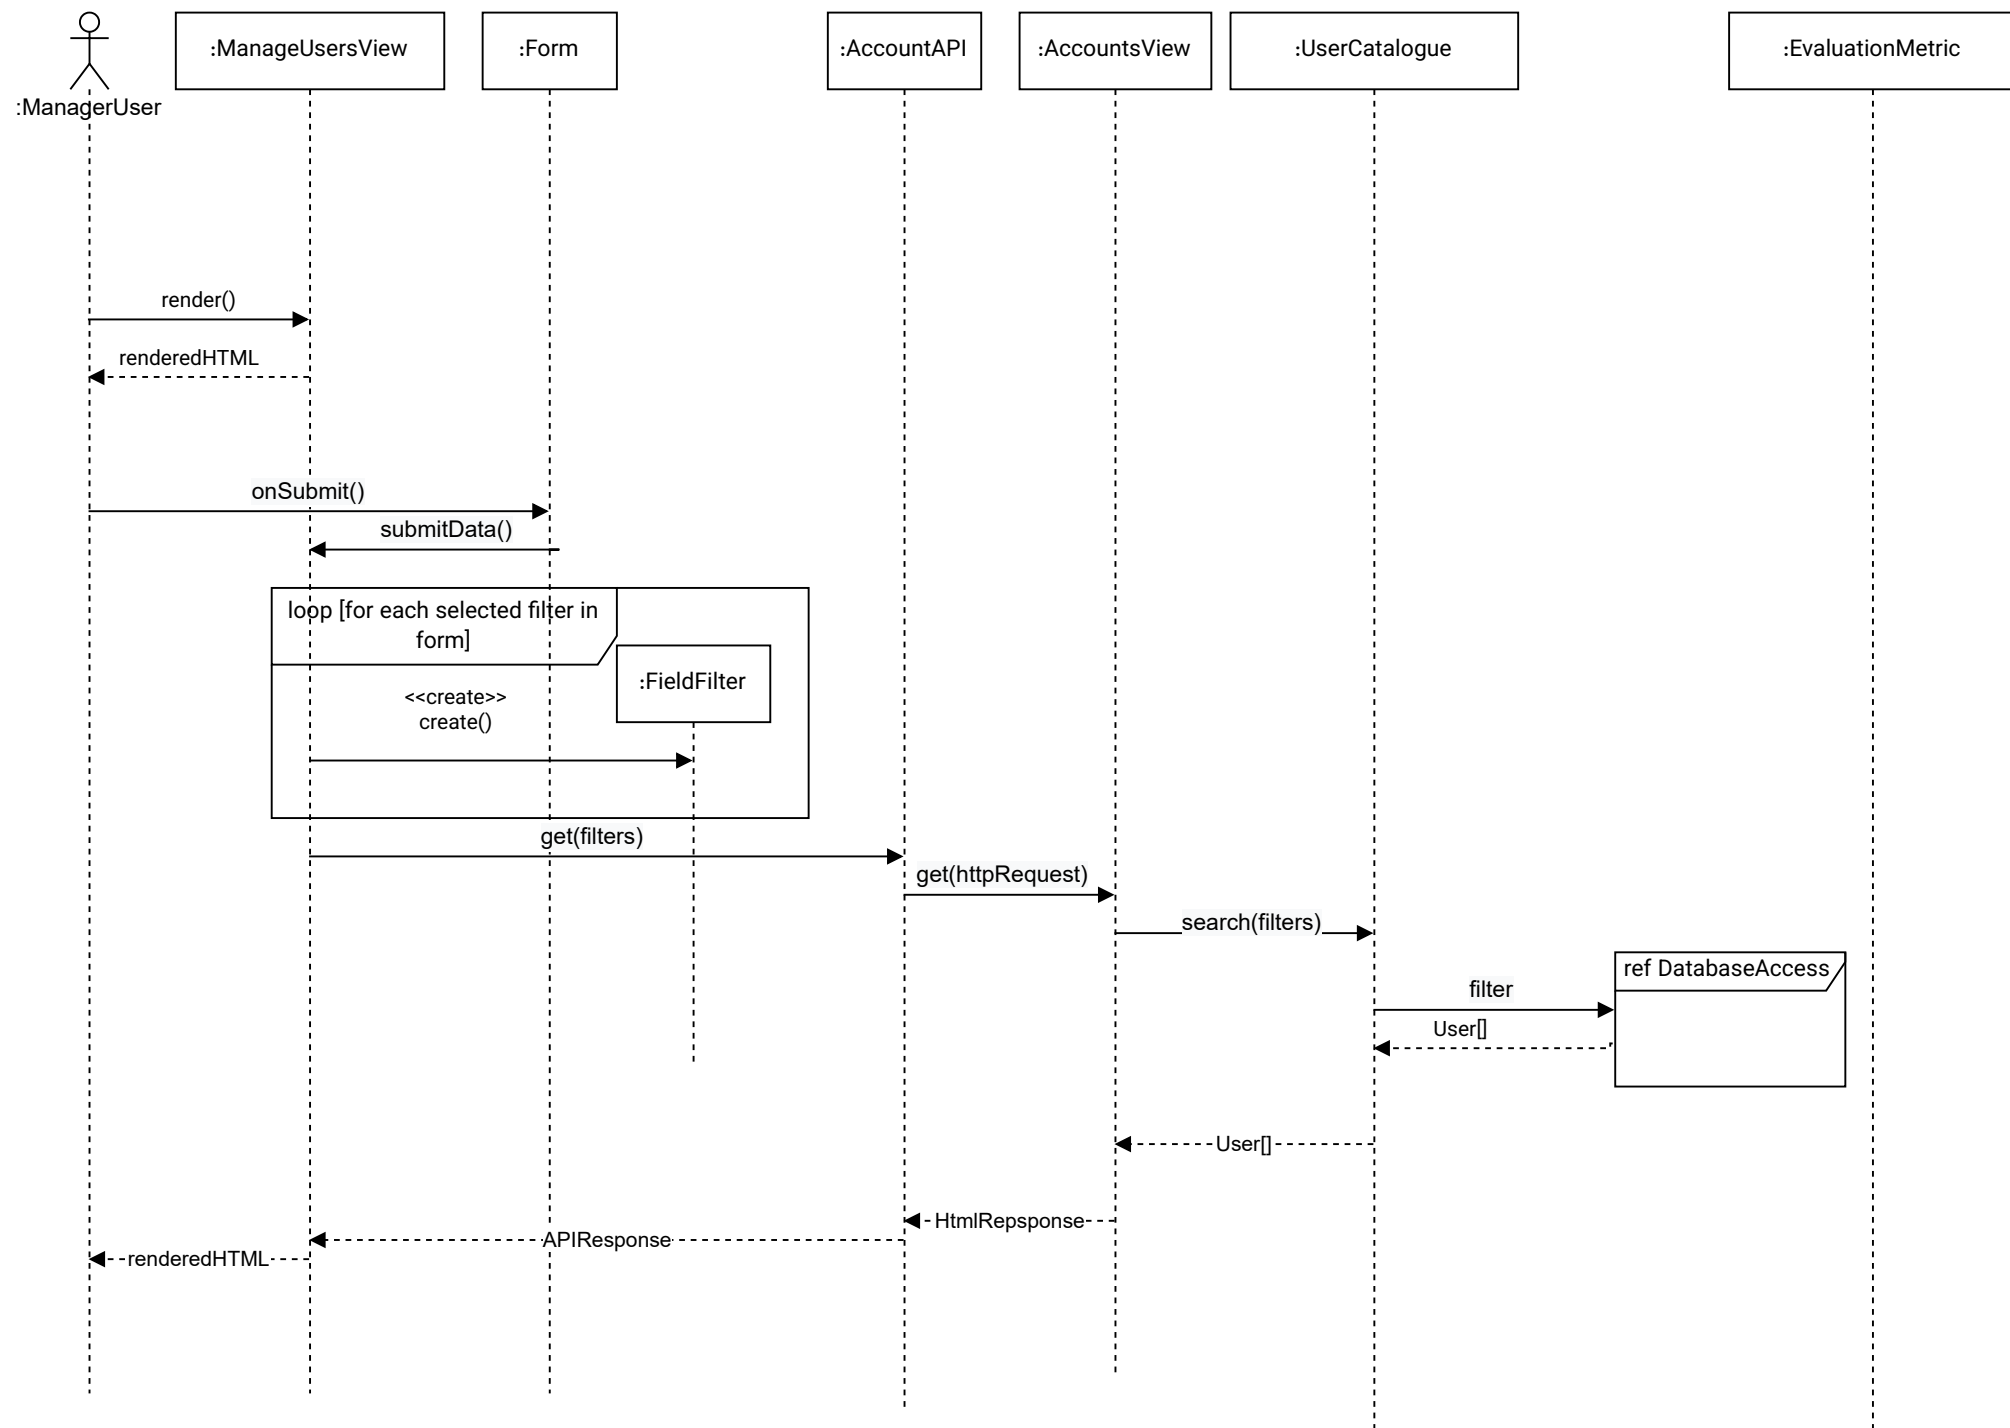 :ManagerUser
:ManageUsersView
:Form
:AccountAPI
:AccountsView
:UserCatalogue
:EvaluationMetric
render()
renderedHTML
onSubmit()
submitData()
loop [for each selected filter in
form]
:FieldFilter
<<create>>
create()
get(filters)
get(httpRequest)
search(filters)
ref DatabaseAccess
filter
User[]
User[]
HtmlRepsponse
APIResponse
renderedHTML